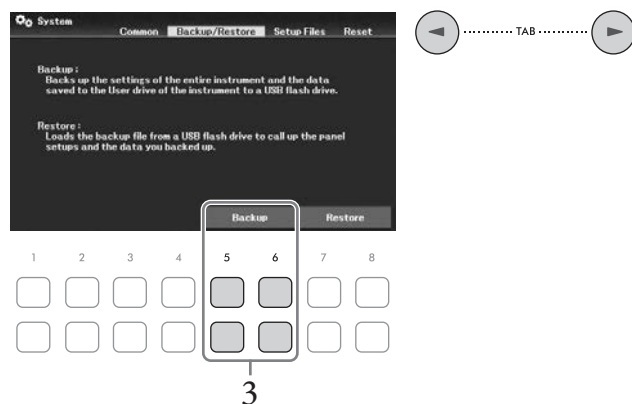 System
Common Backup/Restore Setup Files Reset
TAB
Backup :
Backs up the settings of the entire instrument and the data
saved to the User drive of the instrument to a USB flash drive.
Restore :
Loads the backup file from a USB flash drive to call up the panel
setups and the data you backed up.
Backup Restore
1 2 3 4 5 6 7 8
3